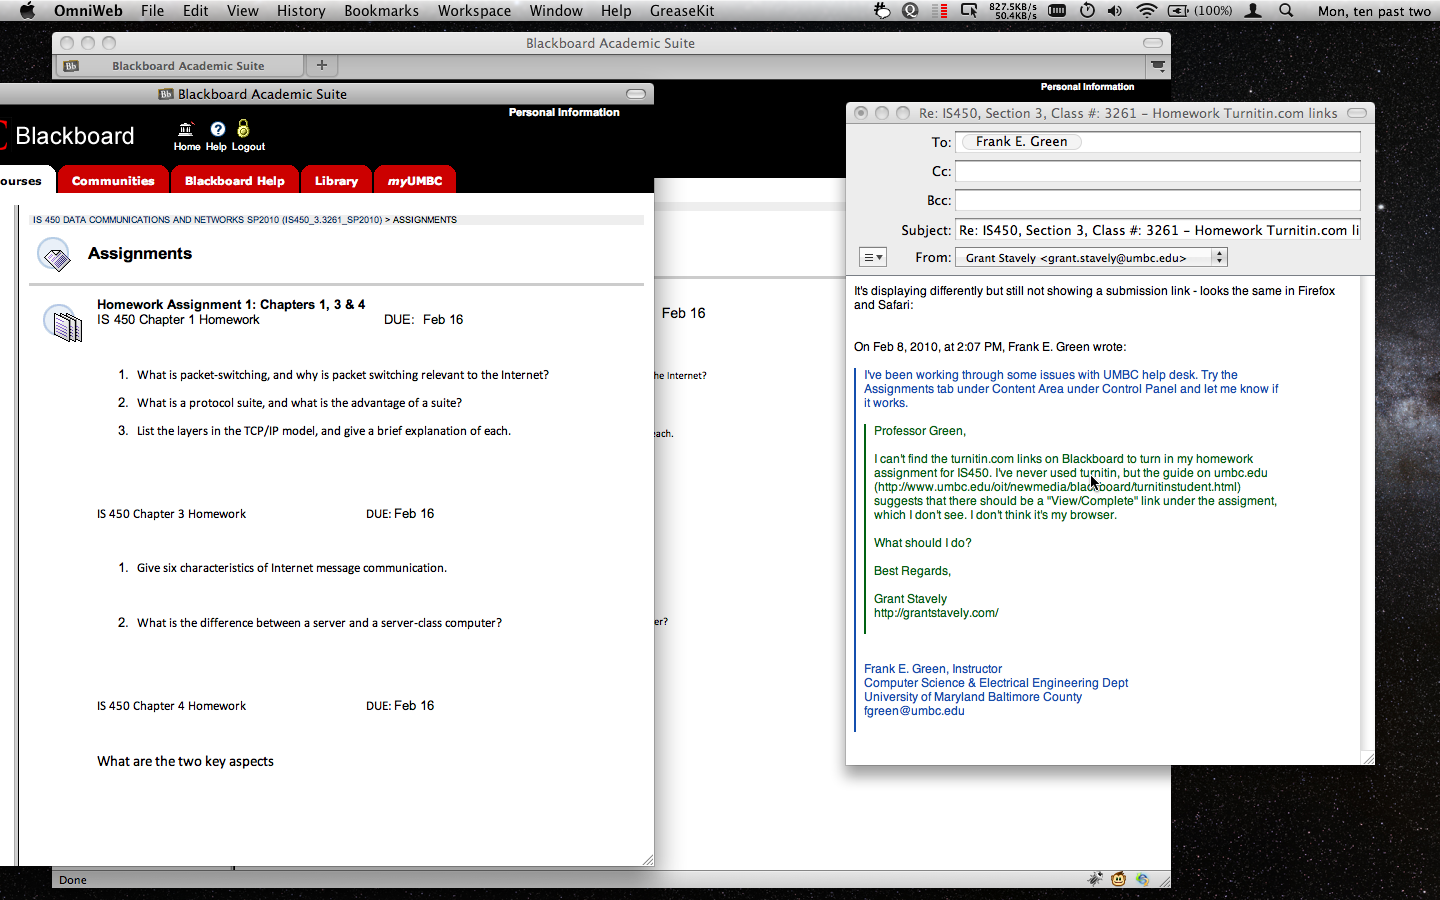 OmniWeb File Edit View History Bookmarks Workspace Window Help GreaseKit
827.5KB/s
50.4KB/s
(100%)
Mon, ten past two
Blackboard Academic Suite
Blackboard Academic Suite
Personal Information
Blackboard Academic Suite
Personal Information
Blackboard
Home Help Logout
ourses Communities Blackboard Help Library myUMBC
IS 450 DATA COMMUNICATIONS AND NETWORKS SP2010 (IS450_3.3261_SP2010) > ASSIGNMENTS
Assignments
Homework Assignment 1: Chapters 1, 3 & 4
IS 450 Chapter 1 Homework DUE: Feb 16
1. What is packet-switching, and why is packet switching relevant to the Internet?
2. What is a protocol suite, and what is the advantage of a suite?
3. List the layers in the TCP/IP model, and give a brief explanation of each.
IS 450 Chapter 3 Homework DUE: Feb 16
1. Give six characteristics of Internet message communication.
2. What is the difference between a server and a server-class computer?
IS 450 Chapter 4 Homework DUE: Feb 16
What are the two key aspects
Feb 16
he Internet?
each.
er?
Done
Re: IS450, Section 3, Class #: 3261 – Homework Turnitin.com links
To: Frank E. Green
Cc:
Bcc:
Subject: Re: IS450, Section 3, Class #: 3261 – Homework Turnitin.com li
From: Grant Stavely <grant.stavely@umbc.edu>
It's displaying differently but still not showing a submission link - looks the same in Firefox
and Safari:
On Feb 8, 2010, at 2:07 PM, Frank E. Green wrote:
I've been working through some issues with UMBC help desk. Try the
Assignments tab under Content Area under Control Panel and let me know if
it works.
Professor Green,
I can't find the turnitin.com links on Blackboard to turn in my homework
assignment for IS450. I've never used turnitin, but the guide on umbc.edu
(http://www.umbc.edu/oit/newmedia/blackboard/turnitinstudent.html)
suggests that there should be a "View/Complete" link under the assigment,
which I don't see. I don't think it's my browser.
What should I do?
Best Regards,
Grant Stavely
http://grantstavely.com/
Frank E. Green, Instructor
Computer Science & Electrical Engineering Dept
University of Maryland Baltimore County
fgreen@umbc.edu